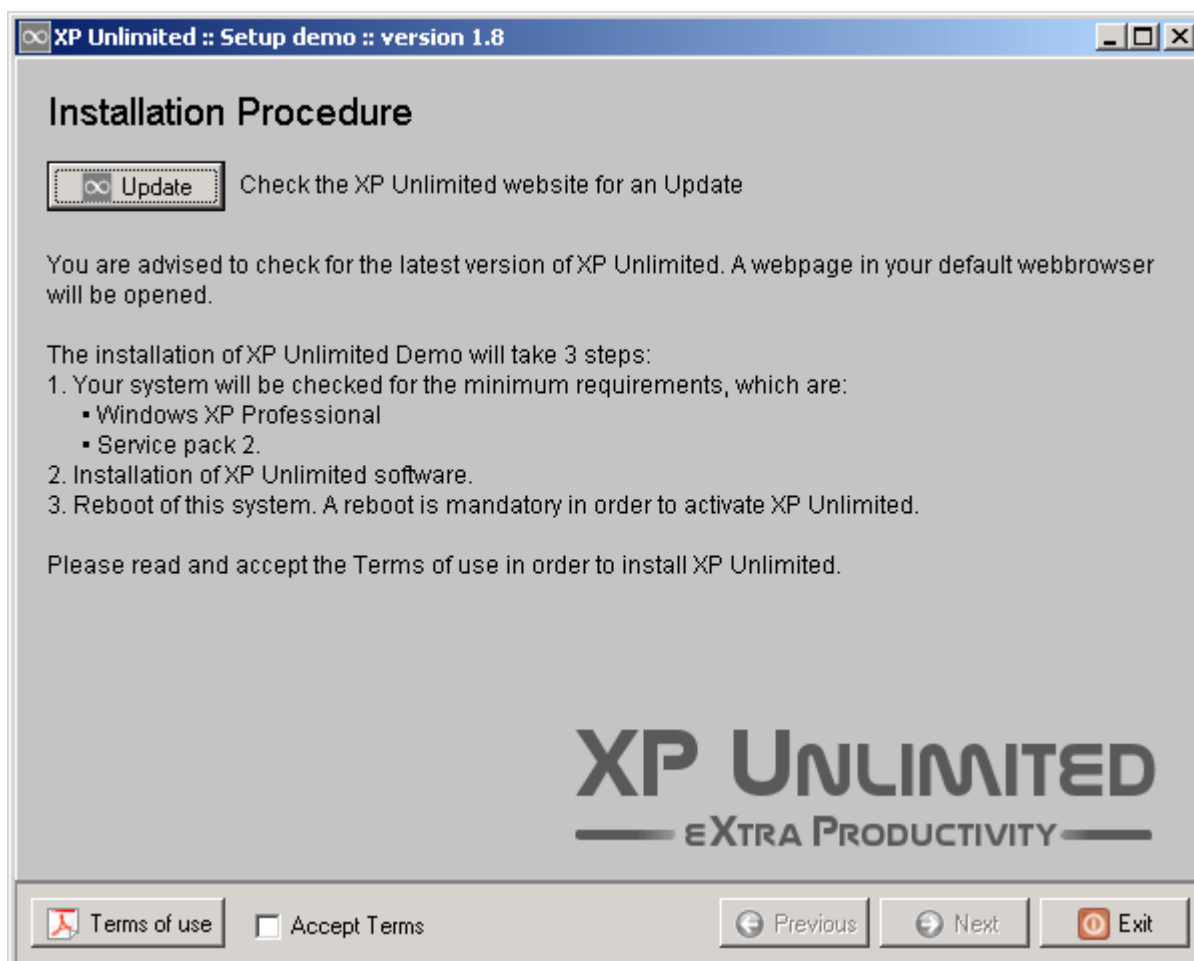 XP Unlimited :: Setup demo :: version 1.8
Installation Procedure
Update Check the XP Unlimited website for an Update
You are advised to check for the latest version of XP Unlimited. A webpage in your default webbrowser
will be opened.
The installation of XP Unlimited Demo will take 3 steps:
1. Your system will be checked for the minimum requirements, which are:
▪ Windows XP Professional
▪ Service pack 2.
2. Installation of XP Unlimited software.
3. Reboot of this system. A reboot is mandatory in order to activate XP Unlimited.
Please read and accept the Terms of use in order to install XP Unlimited.
XP UNLIMITED
EXTRA PRODUCTIVITY
Terms of use Accept Terms Previous Next Exit